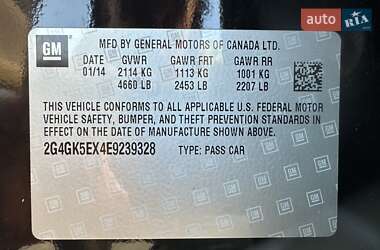 auto RIA
GM
MFD BY GENERAL MOTORS OF CANADA LTD.
DATE GVWR GAWR FRT GAWR RR
01/14 2114 KG 1113 KG 1001 KG
4660 LB 2453 LB 2207 LB
THIS VEHICLE CONFORMS TO ALL APPLICABLE U.S. FEDERAL MOTOR
VEHICLE SAFETY, BUMPER, AND THEFT PREVENTION STANDARDS IN
EFFECT ON THE DATE OF MANUFACTURE SHOWN ABOVE.
2G4GK5EX4E9239328 TYPE: PASS CAR